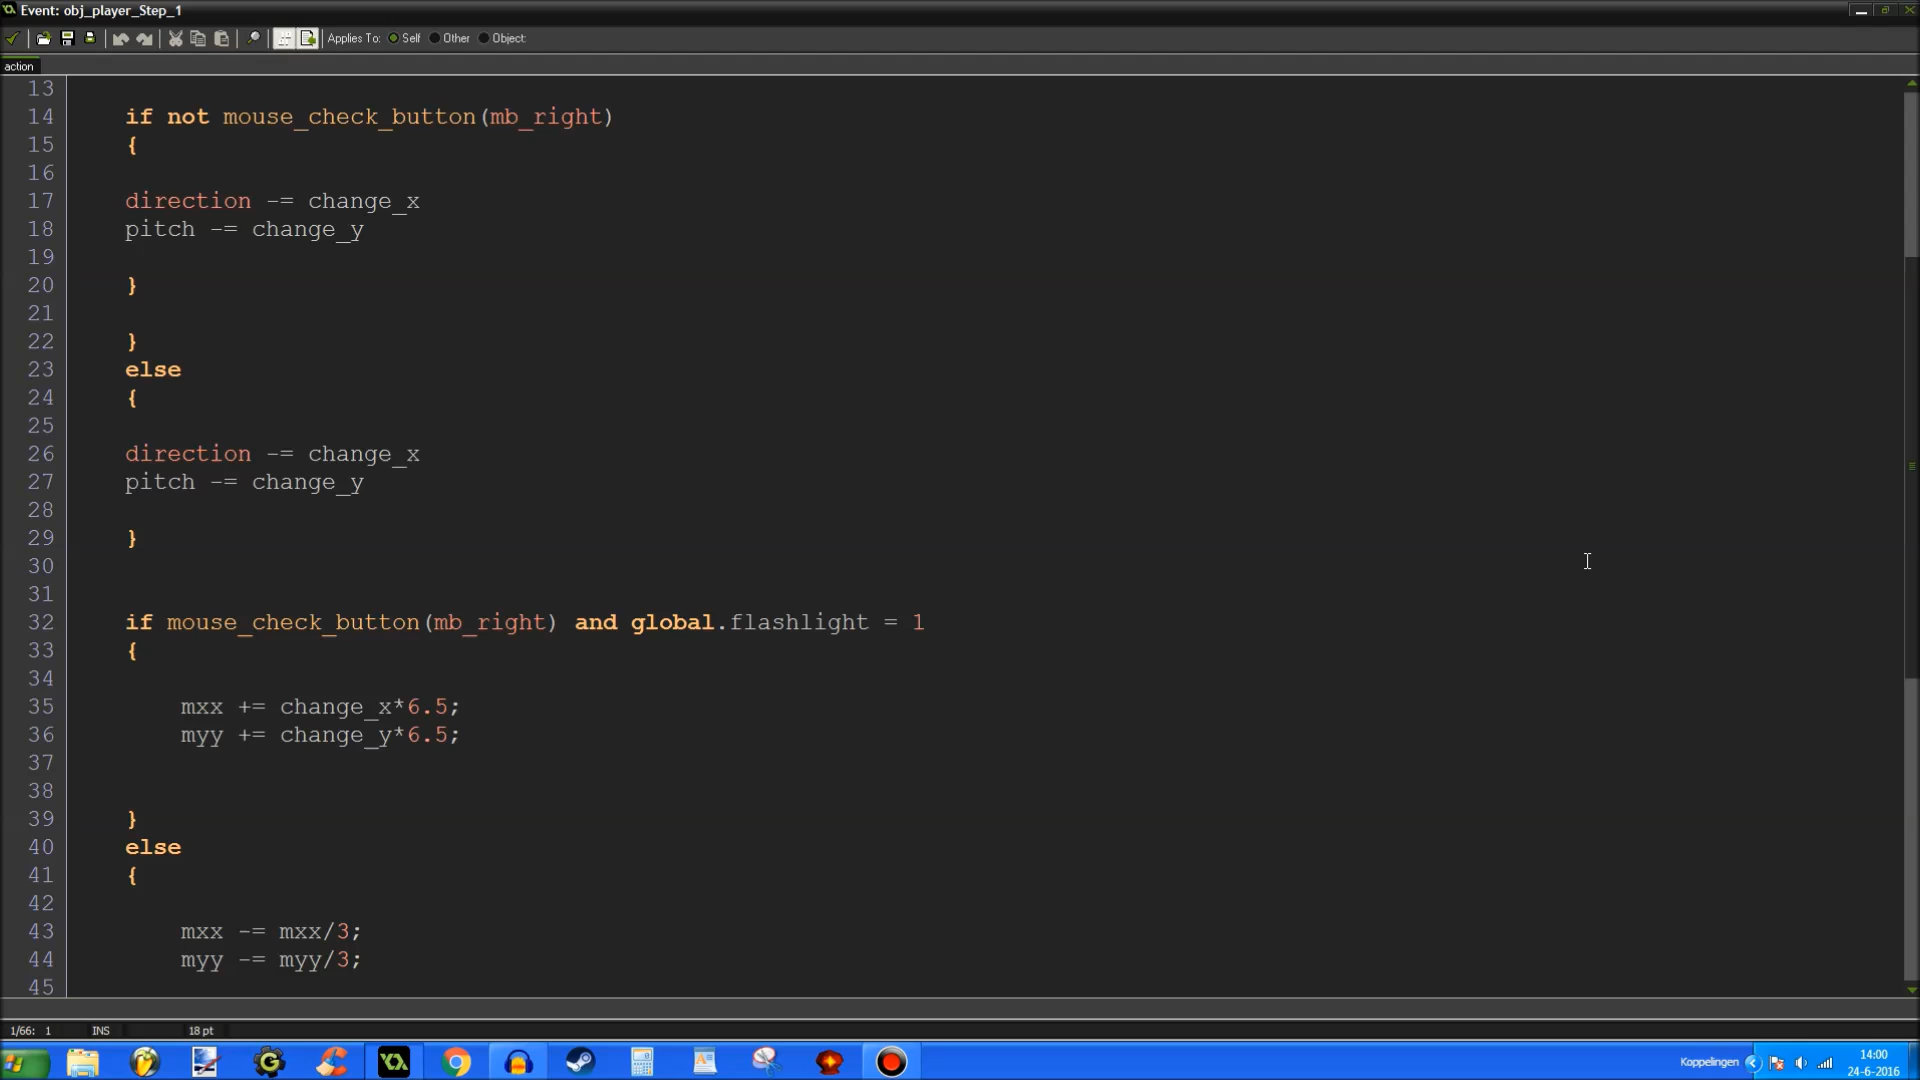 Event: obj_player_Step_1
Applies To: Self Other Object:
action
13
14 if not mouse_check_button(mb_right)
15 {
16
17 direction -= change_x
18 pitch -= change_y
19
20 }
21
22 }
23 else
24 {
25
26 direction -= change_x
27 pitch -= change_y
28
29 }
30
31
32 if mouse_check_button(mb_right) and global.flashlight = 1
33 {
34
35 mxx += change_x*6.5;
36 myy += change_y*6.5;
37
38
39 }
40 else
41 {
42
43 mxx -= mxx/3;
44 myy -= myy/3;
45
1/66: 1 INS 18 pt
Koppelingen 14:00
24-6-2016